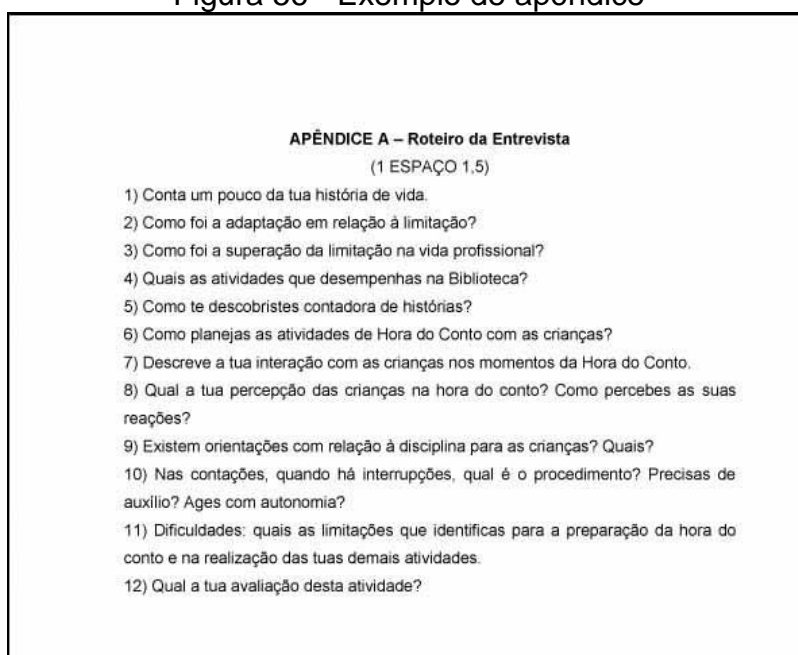 APÊNDICE A – Roteiro da Entrevista
(1 ESPAÇO 1,5)
1) Conta um pouco da tua história de vida.
2) Como foi a adaptação em relação à limitação?
3) Como foi a superação da limitação na vida profissional?
4) Quais as atividades que desempenhas na Biblioteca?
5) Como te descobristes contadora de histórias?
6) Como planejas as atividades de Hora do Conto com as crianças?
7) Descreve a tua interação com as crianças nos momentos da Hora do Conto.
8) Qual a tua percepção das crianças na hora do conto? Como percebes as suas
reações?
9) Existem orientações com relação à disciplina para as crianças? Quais?
10) Nas contações, quando há interrupções, qual é o procedimento? Precisas de
auxílio? Ages com autonomia?
11) Dificuldades: quais as limitações que identificas para a preparação da hora do
conto e na realização das tuas demais atividades.
12) Qual a tua avaliação desta atividade?